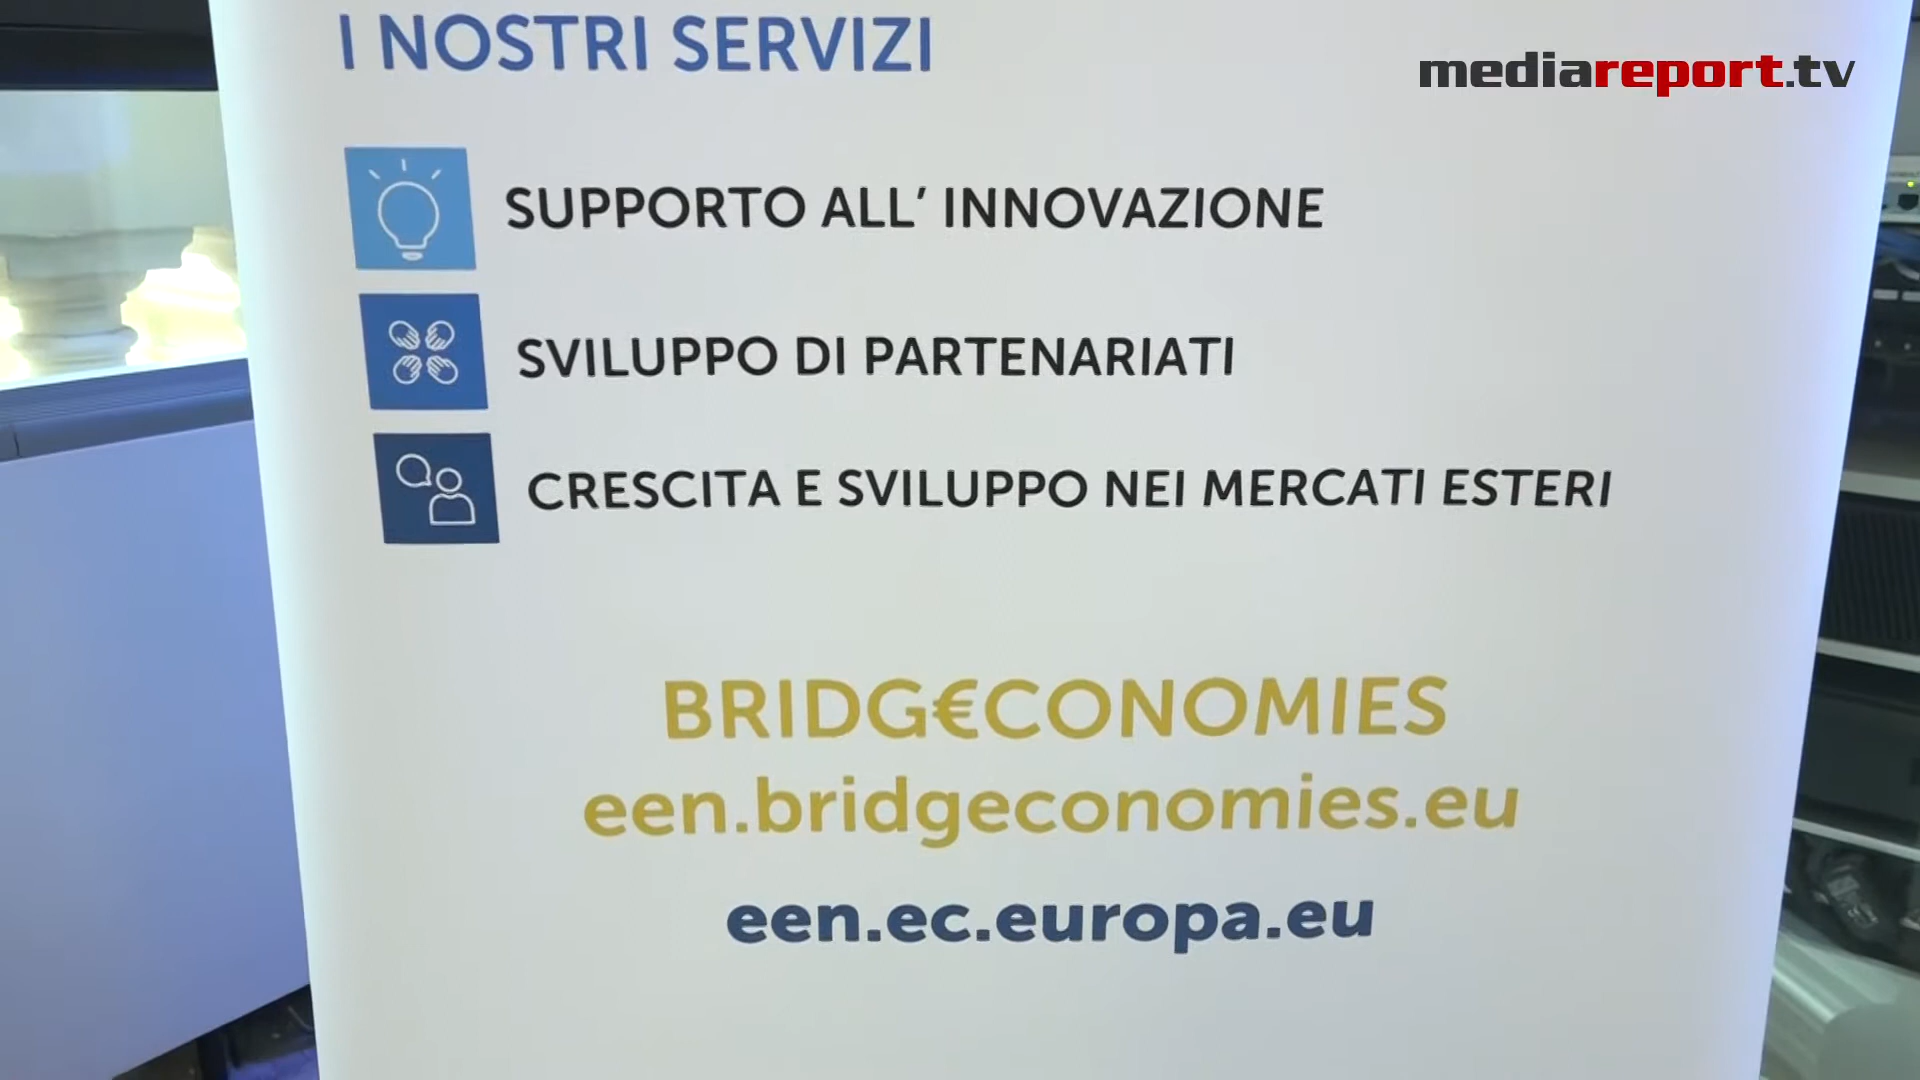 I NOSTRI SERVIZI
mediareport.tv
SUPPORTO ALL’ INNOVAZIONE
SVILUPPO DI PARTENARIATI
CRESCITA E SVILUPPO NEI MERCATI ESTERI
BRIDG€CONOMIES
een.bridgeconomies.eu
een.ec.europa.eu